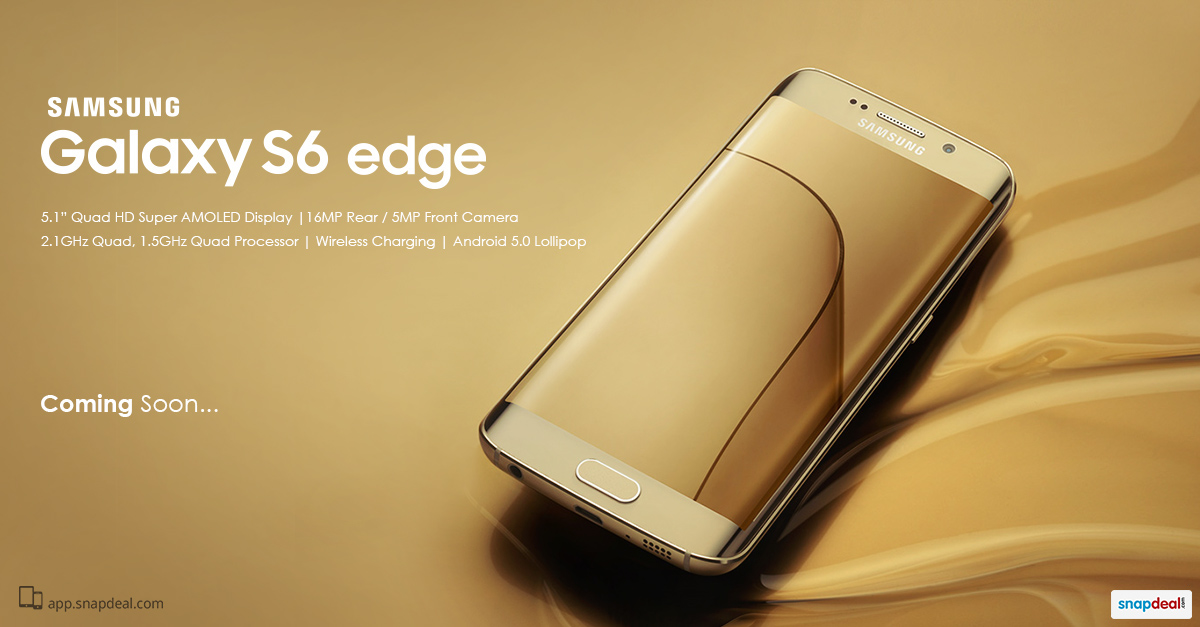 SAMSUNG
Galaxy S6 edge
5.1" Quad HD Super AMOLED Display |16MP Rear / 5MP Front Camera
2.1GHz Quad, 1.5GHz Quad Processor | Wireless Charging | Android 5.0 Lollipop
SAMSUNG
Coming Soon...
app.snapdeal.com
snapdeal.com